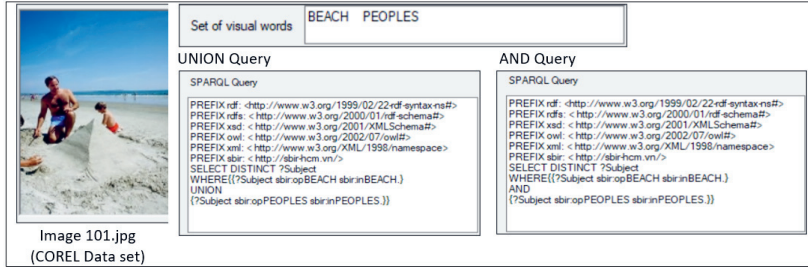 Set of visual words
BEACH PEOPLES
UNION Query
SPARQL Query
PREFIX rdf: <http://www.w3.org/1999/02/22-rdf-syntax-ns#>
PREFIX rdfs: < http://www.w3.org/2000/01/rdf-schema#>
PREFIX xsd: < http://www.w3.org/2001/XMLSchema#>
PREFIX owl: < http://www.w3.org/2002/07/owl#>
PREFIX xml: < http://www.w3.org/XML/1998/namespace>
PREFIX sbir: < http://sbir-hcm.vn/>
SELECT DISTINCT ?Subject
WHERE{{?Subject sbir:opBEACH sbir:inBEACH.}
UNION
{?Subject sbir:opPEOPLES sbir:inPEOPLES.}}
AND Query
SPARQL Query
PREFIX rdf: <http://www.w3.org/1999/02/22-rdf-syntax-ns#>
PREFIX rdfs: < http://www.w3.org/2000/01/rdf-schema#>
PREFIX xsd: < http://www.w3.org/2001/XMLSchema#>
PREFIX owl: < http://www.w3.org/2002/07/owl#>
PREFIX xml: < http://www.w3.org/XML/1998/namespace>
PREFIX sbir: < http://sbir-hcm.vn/>
SELECT DISTINCT ?Subject
WHERE{{?Subject sbir:opBEACH sbir:inBEACH.}
AND
{?Subject sbir:opPEOPLES sbir:inPEOPLES.}}
Image 101.jpg
(COREL Data set)